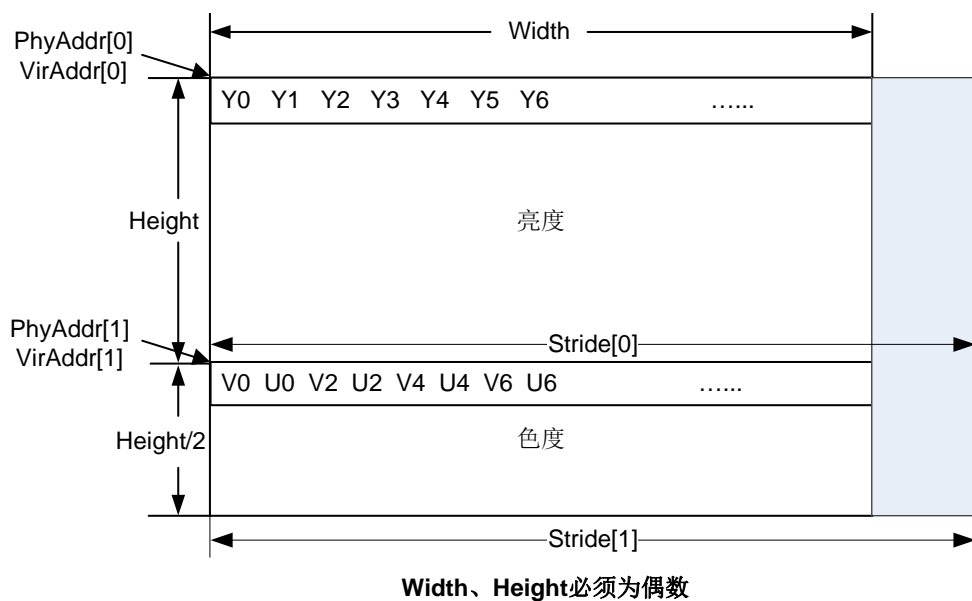 Width
PhyAddr[0]
VirAddr[0]
Y0 Y1 Y2 Y3 Y4 Y5 Y6 …...
Height
亮度
PhyAddr[1]
VirAddr[1]
Stride[0]
V0 U0 V2 U2 V4 U4 V6 U6 …...
Height/2
色度
Stride[1]
Width、Height必须为偶数